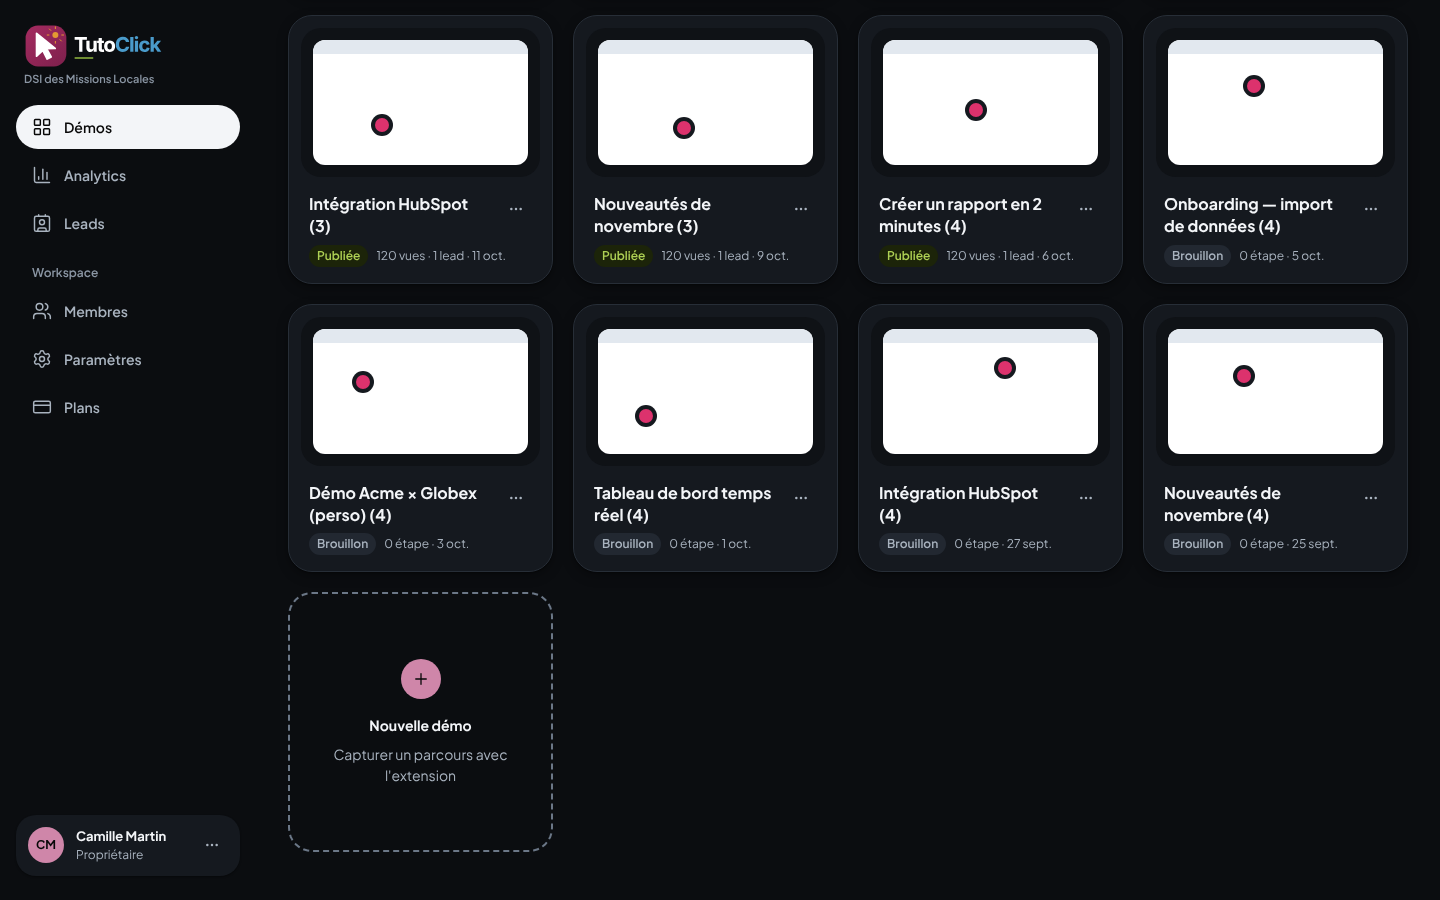 TutoClick
DSI des Missions Locales
Démos
Analytics
Leads
Workspace
Membres
Paramètres
Plans
CM
Camille Martin
Propriétaire
...
Intégration HubSpot
(3)
...
Publiée
120 vues · 1 lead · 11 oct.
Nouveautés de
novembre (3)
...
Publiée
120 vues · 1 lead · 9 oct.
Créer un rapport en 2
minutes (4)
...
Publiée
120 vues · 1 lead · 6 oct.
Onboarding — import
de données (4)
...
Brouillon
0 étape · 5 oct.
Démo Acme × Globex
(perso) (4)
...
Brouillon
0 étape · 3 oct.
Tableau de bord temps
réel (4)
...
Brouillon
0 étape · 1 oct.
Intégration HubSpot
(4)
...
Brouillon
0 étape · 27 sept.
Nouveautés de
novembre (4)
...
Brouillon
0 étape · 25 sept.
Nouvelle démo
Capturer un parcours avec
l'extension